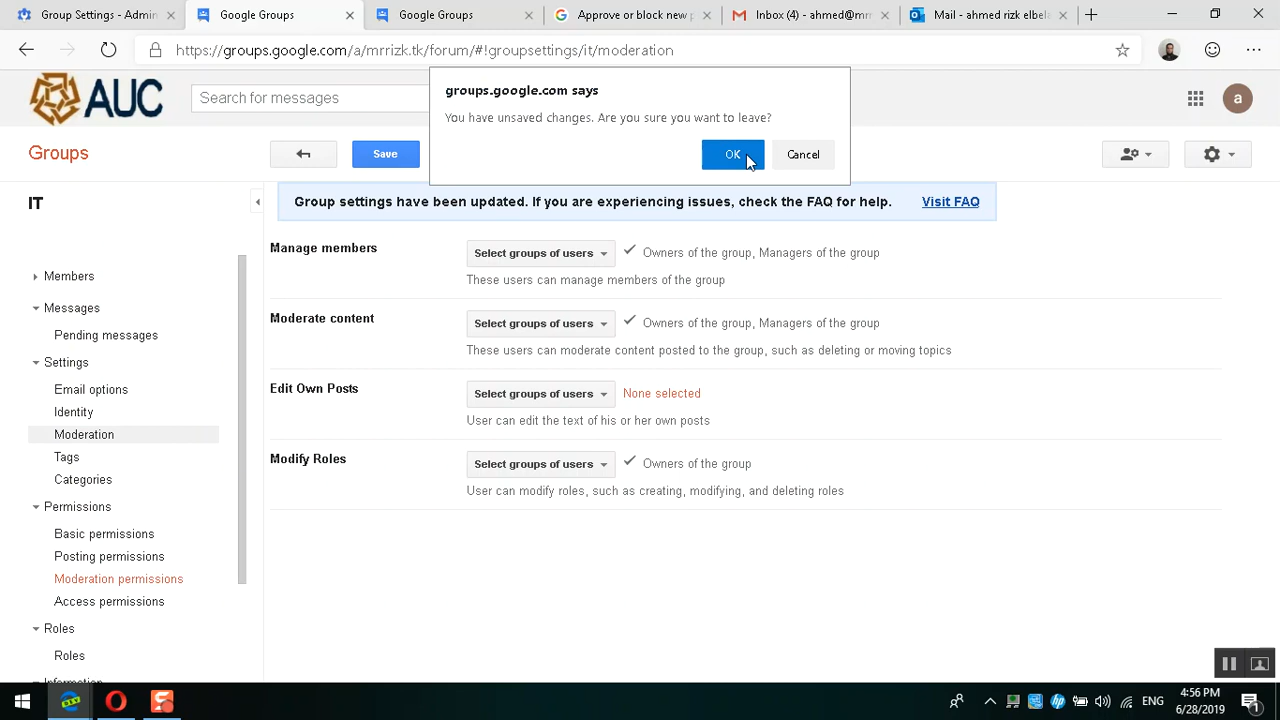 Group Settings - Admin
Google Groups
Google Groups
Approve or block new p
Inbox (4) - ahmed@mrr
Mail - ahmed rizk elbela
https://groups.google.com/a/mrrizk.tk/forum/#!groupsettings/it/moderation
AUC
Search for messages
a
groups.google.com says
You have unsaved changes. Are you sure you want to leave?
OK
Cancel
Groups
Save
IT
Group settings have been updated. If you are experiencing issues, check the FAQ for help. Visit FAQ
Members
Messages
Pending messages
Settings
Email options
Identity
Moderation
Tags
Categories
Permissions
Basic permissions
Posting permissions
Moderation permissions
Access permissions
Roles
Roles
Manage members
Select groups of users
Owners of the group, Managers of the group
These users can manage members of the group
Moderate content
Select groups of users
Owners of the group, Managers of the group
These users can moderate content posted to the group, such as deleting or moving topics
Edit Own Posts
Select groups of users
None selected
User can edit the text of his or her own posts
Modify Roles
Select groups of users
Owners of the group
User can modify roles, such as creating, modifying, and deleting roles
ENG
4:56 PM
6/28/2019
1